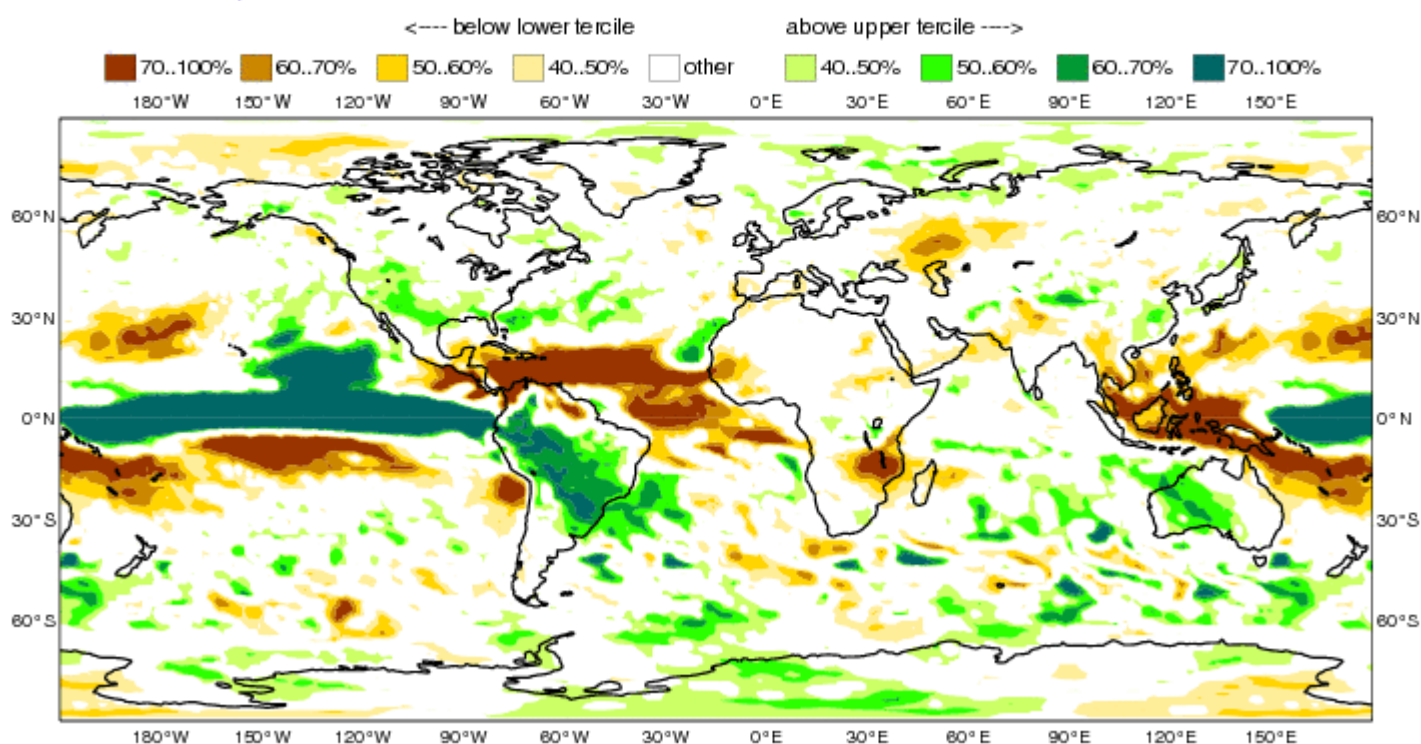 <---- below lower tercile above upper tercile ---->
70..100% 60..70% 50..60% 40..50% other 40..50% 50..60% 60..70% 70..100%
180°W 150°W 120°W 90°W 60°W 30°W 0°E 30°E 60°E 90°E 120°E 150°E
60°N 60°N
30°N 30°N
0°N 0°N
30°S 30°S
60°S 60°S
180°W 150°W 120°W 90°W 60°W 30°W 0°E 30°E 60°E 90°E 120°E 150°E